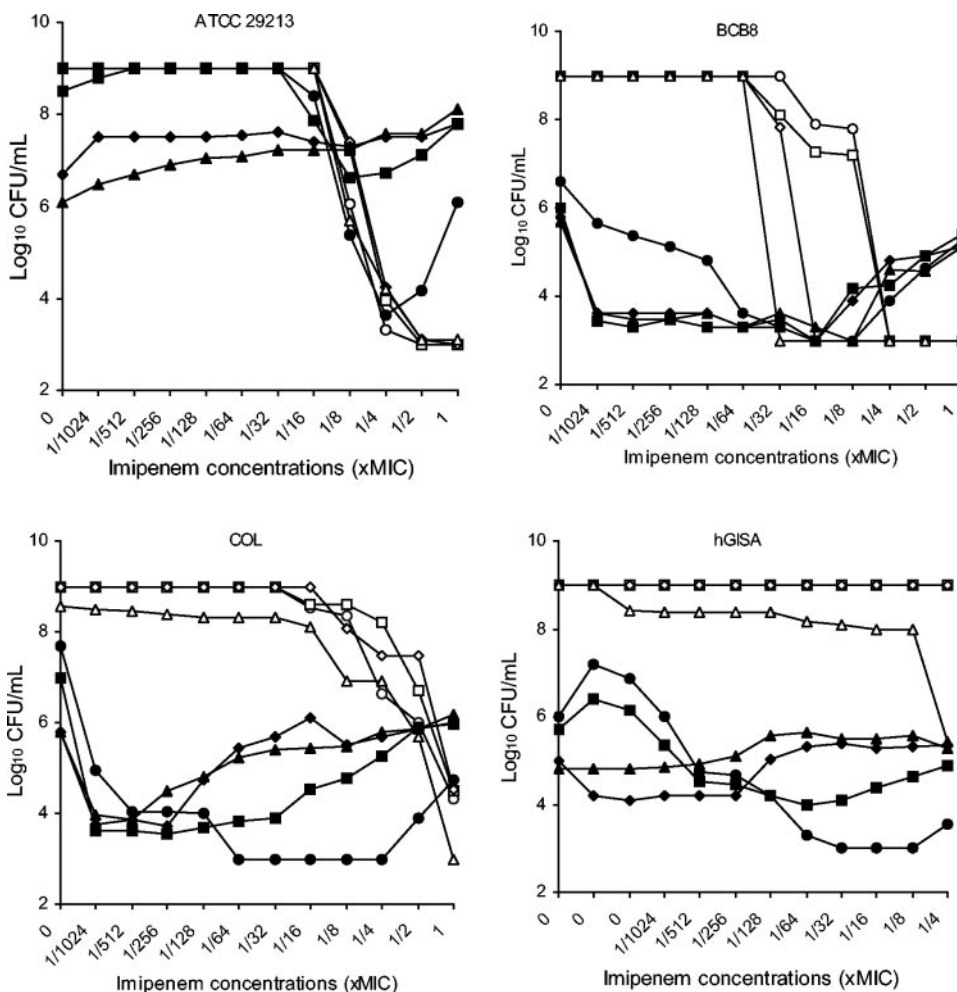 ATCC 29213
10
8
6
4
2
Log₁₀ CFU/mL
0 1/1024 1/512 1/256 1/128 1/64 1/32 1/16 1/8 1/4 1/2 1
Imipenem concentrations (xMIC)
BCB8
10
8
6
4
2
Log₁₀ CFU/mL
0 1/1024 1/512 1/256 1/128 1/64 1/32 1/16 1/8 1/4 1/2 1
Imipenem concentrations (xMIC)
COL
10
8
6
4
2
Log₁₀ CFU/mL
0 1/1024 1/512 1/256 1/128 1/64 1/32 1/16 1/8 1/4 1/2 1
Imipenem concentrations (xMIC)
hGISA
10
8
6
4
2
Log₁₀ CFU/mL
0 0 0 1/1024 1/512 1/256 1/128 1/64 1/32 1/16 1/8 1/4
Imipenem concentrations (xMIC)